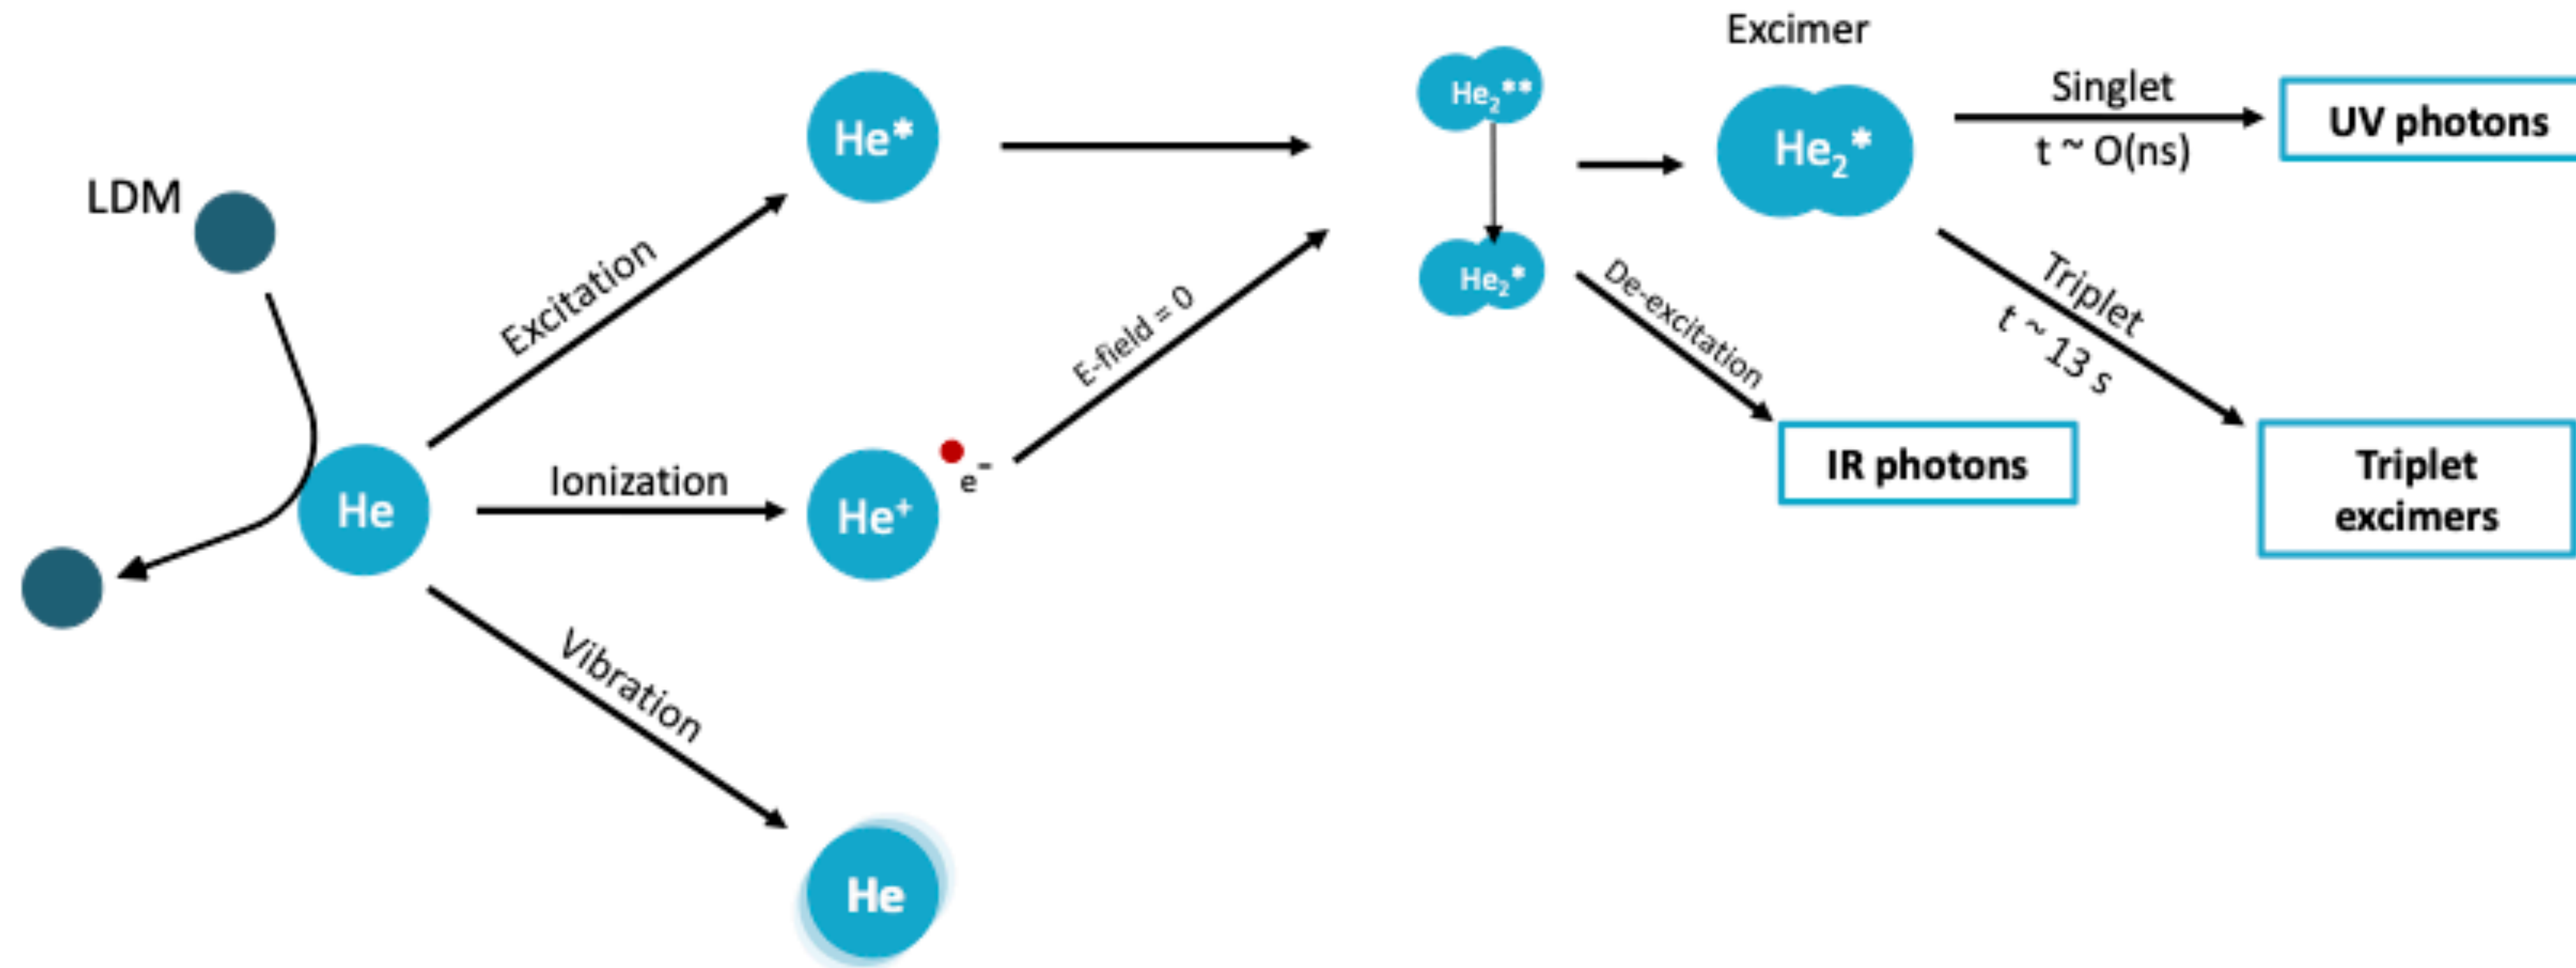 LDM
He
Excitation
He*
Ionization
He⁺
e⁻
Vibration
He
E-field = 0
He₂**
He₂*
De-excitation
IR photons
Excimer
He₂*
Singlet
t ~ O(ns)
UV photons
Triplet
t ~ 13 s
Triplet
excimers